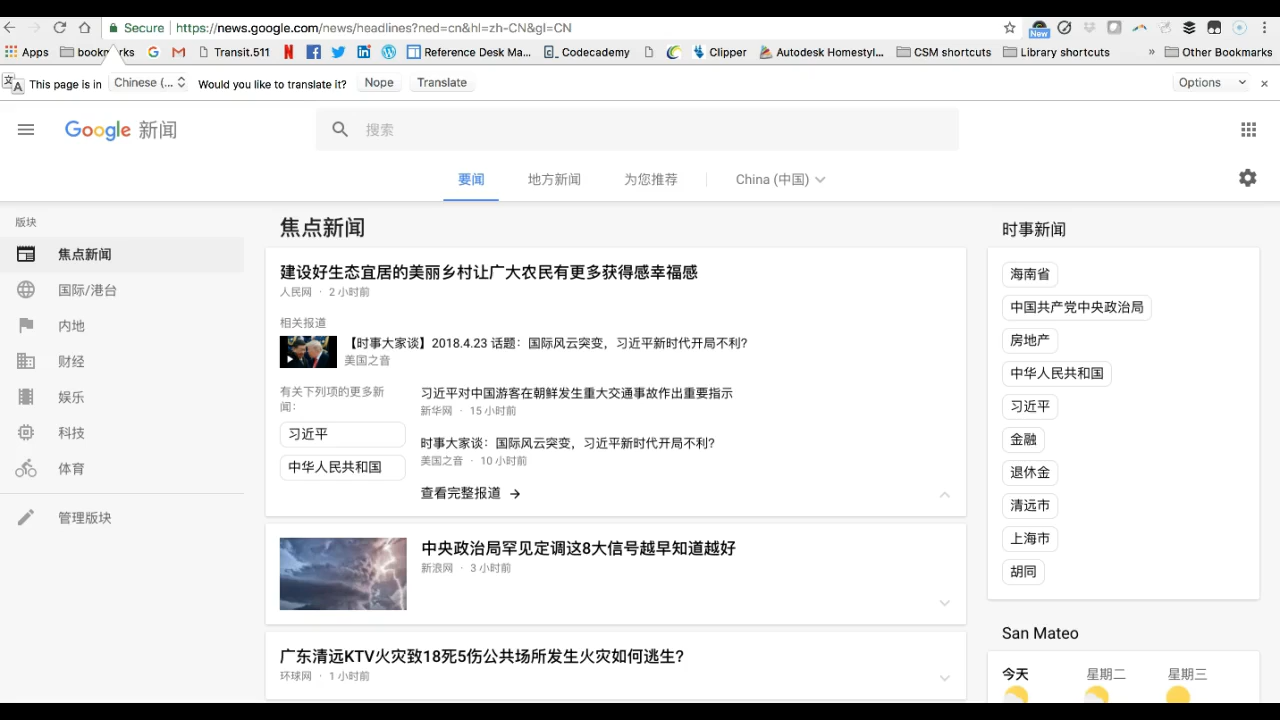 Secure https://news.google.com/news/headlines?ned=cn&hl=zh-CN&gl=CN
New
Apps bookmarks Transit.511 Reference Desk Ma... Codecademy Clipper Autodesk Homestyl... CSM shortcuts Library shortcuts » Other Bookmarks
This page is in Chinese (... Would you like to translate it? Nope Translate Options ×
Google 新闻
搜索
要闻 地方新闻 为您推荐 China (中国)
版块
焦点新闻
国际/港台
内地
财经
娱乐
科技
体育
管理版块
焦点新闻
建设好生态宜居的美丽乡村让广大农民有更多获得感幸福感
人民网 · 2 小时前
相关报道
【时事大家谈】2018.4.23 话题：国际风云突变，习近平新时代开局不利?
美国之音
有关下列项的更多新
闻：
习近平
中华人民共和国
习近平对中国游客在朝鲜发生重大交通事故作出重要指示
新华网 · 15 小时前
时事大家谈：国际风云突变，习近平新时代开局不利?
美国之音 · 10 小时前
查看完整报道 →
中央政治局罕见定调这8大信号越早知道越好
新浪网 · 3 小时前
广东清远KTV火灾致18死5伤公共场所发生火灾如何逃生?
环球网 · 1 小时前
时事新闻
海南省
中国共产党中央政治局
房地产
中华人民共和国
习近平
金融
退休金
清远市
上海市
胡同
San Mateo
今天 星期二 星期三